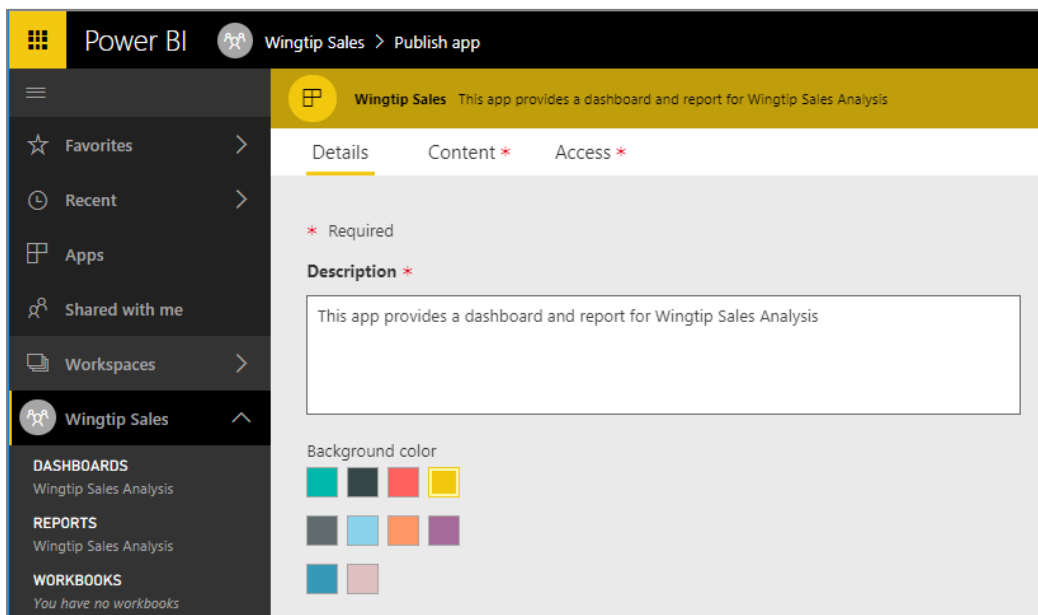 Power BI
Wingtip Sales > Publish app
Wingtip Sales This app provides a dashboard and report for Wingtip Sales Analysis
Favorites
Recent
Apps
Shared with me
Workspaces
Wingtip Sales
DASHBOARDS
Wingtip Sales Analysis
REPORTS
Wingtip Sales Analysis
WORKBOOKS
You have no workbooks
Details Content * Access *
* Required
Description *
This app provides a dashboard and report for Wingtip Sales Analysis
Background color